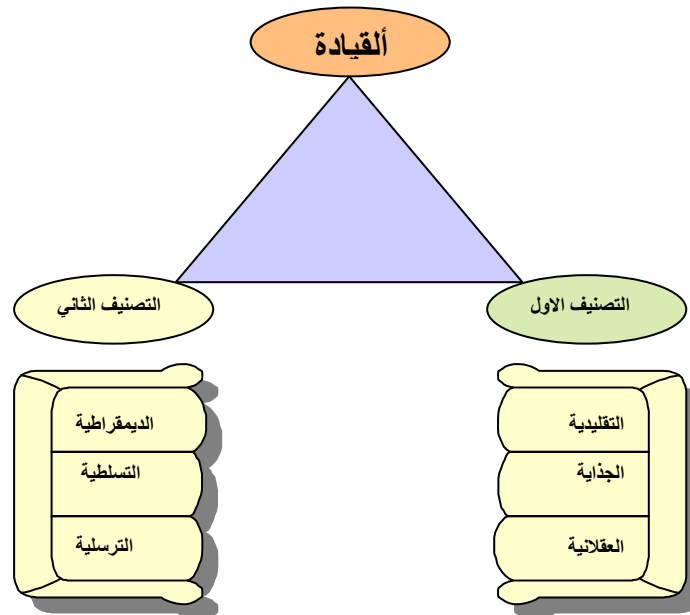 ألقيادة
التصنيف الاول
التصنيف الثاني
التقليدية
الجذاية
العقلانية
الديمقراطية
التسلطية
الترسلية